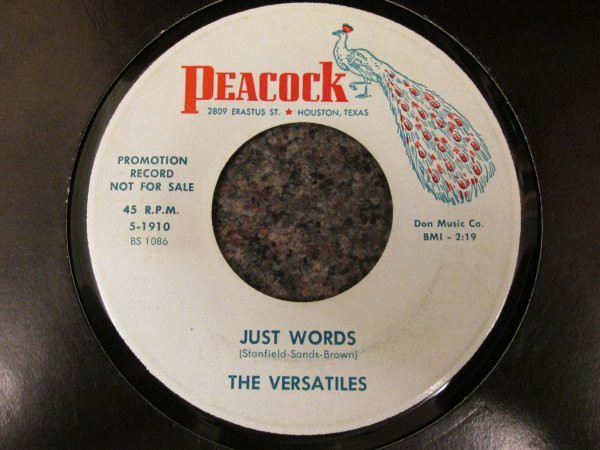 PEACOCK
2809 ERASTUS ST. ★ HOUSTON, TEXAS
PROMOTION
RECORD
NOT FOR SALE
45 R.P.M.
5-1910
BS 1086
Don Music Co.
BMI - 2:19
JUST WORDS
(Stanfield-Sands-Brown)
THE VERSATILES